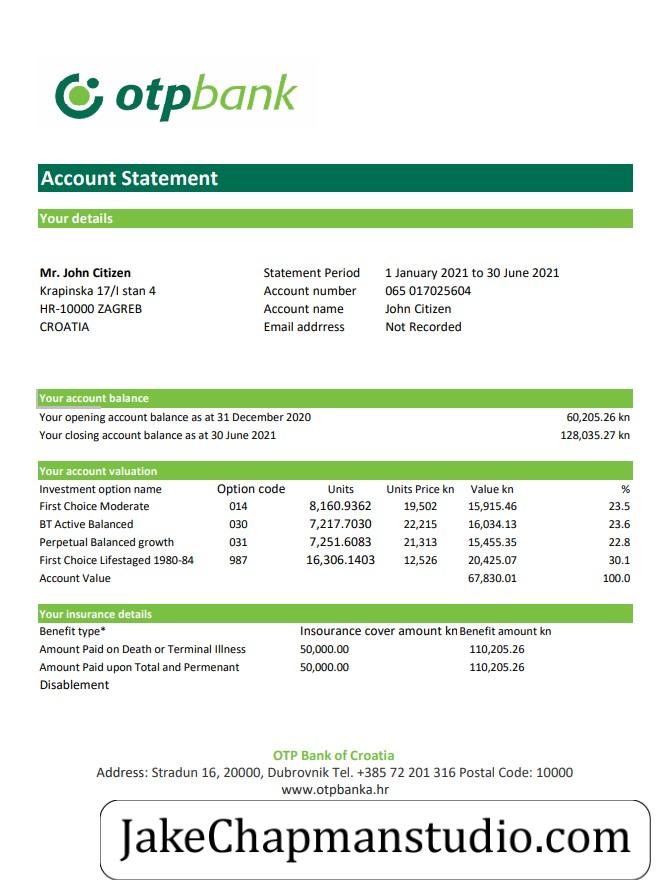 otpbank
Account Statement
Your details
Mr. John Citizen Statement Period 1 January 2021 to 30 June 2021
Krapinska 17/I stan 4 Account number 065 017025604
HR-10000 ZAGREB Account name John Citizen
CROATIA Email addrress Not Recorded
Your account balance
Your opening account balance as at 31 December 2020 60,205.26 kn
Your closing account balance as at 30 June 2021 128,035.27 kn
Your account valuation
Investment option name Option code Units Units Price kn Value kn %
First Choice Moderate 014 8,160.9362 19,502 15,915.46 23.5
BT Active Balanced 030 7,217.7030 22,215 16,034.13 23.6
Perpetual Balanced growth 031 7,251.6083 21,313 15,455.35 22.8
First Choice Lifestaged 1980-84 987 16,306.1403 12,526 20,425.07 30.1
Account Value 67,830.01 100.0
Your insurance details
Benefit type* Insourance cover amount kn Benefit amount kn
Amount Paid on Death or Terminal Illness 50,000.00 110,205.26
Amount Paid upon Total and Permenant 50,000.00 110,205.26
Disablement
OTP Bank of Croatia
Address: Stradun 16, 20000, Dubrovnik Tel. +385 72 201 316 Postal Code: 10000
www.otpbanka.hr
JakeChapmanstudio.com